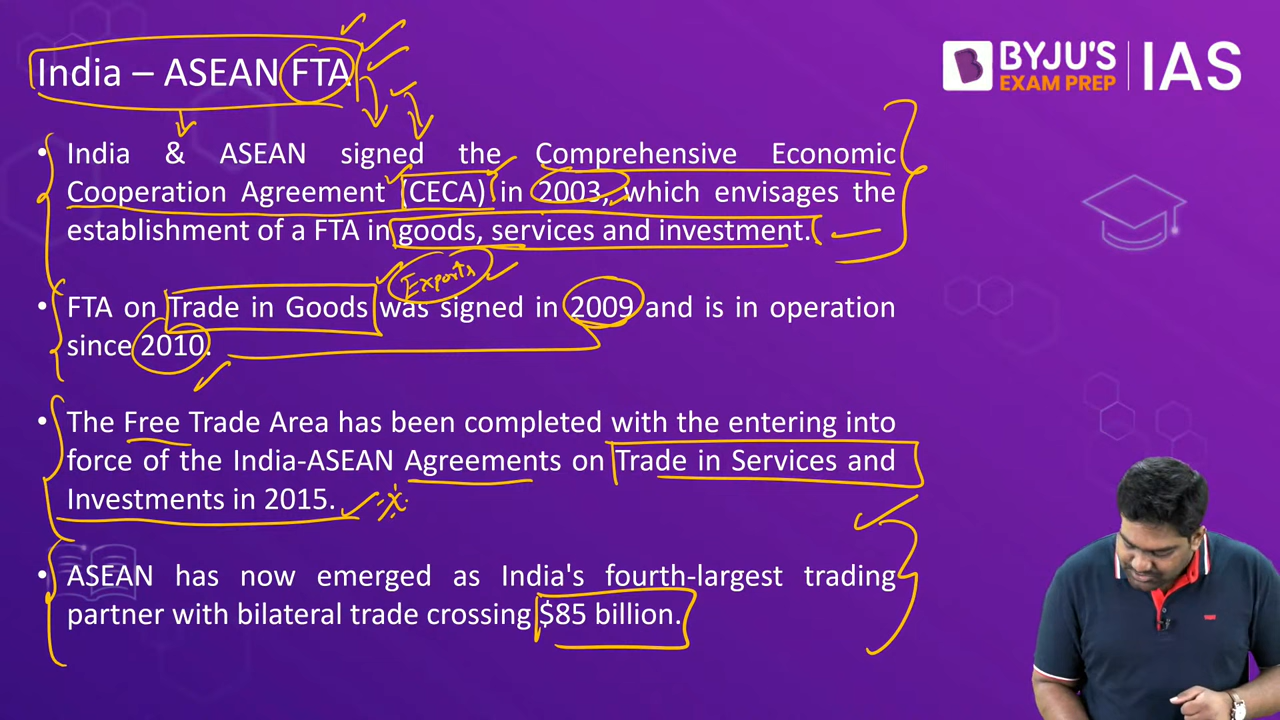 India – ASEAN FTA
BYJU'S
EXAM PREP
IAS
• India & ASEAN signed the Comprehensive Economic
Cooperation Agreement (CECA) in 2003, which envisages the
establishment of a FTA in goods, services and investment.
Exports
• FTA on Trade in Goods was signed in 2009 and is in operation
since 2010.
• The Free Trade Area has been completed with the entering into
force of the India-ASEAN Agreements on Trade in Services and
Investments in 2015.
• ASEAN has now emerged as India's fourth-largest trading
partner with bilateral trade crossing $85 billion.